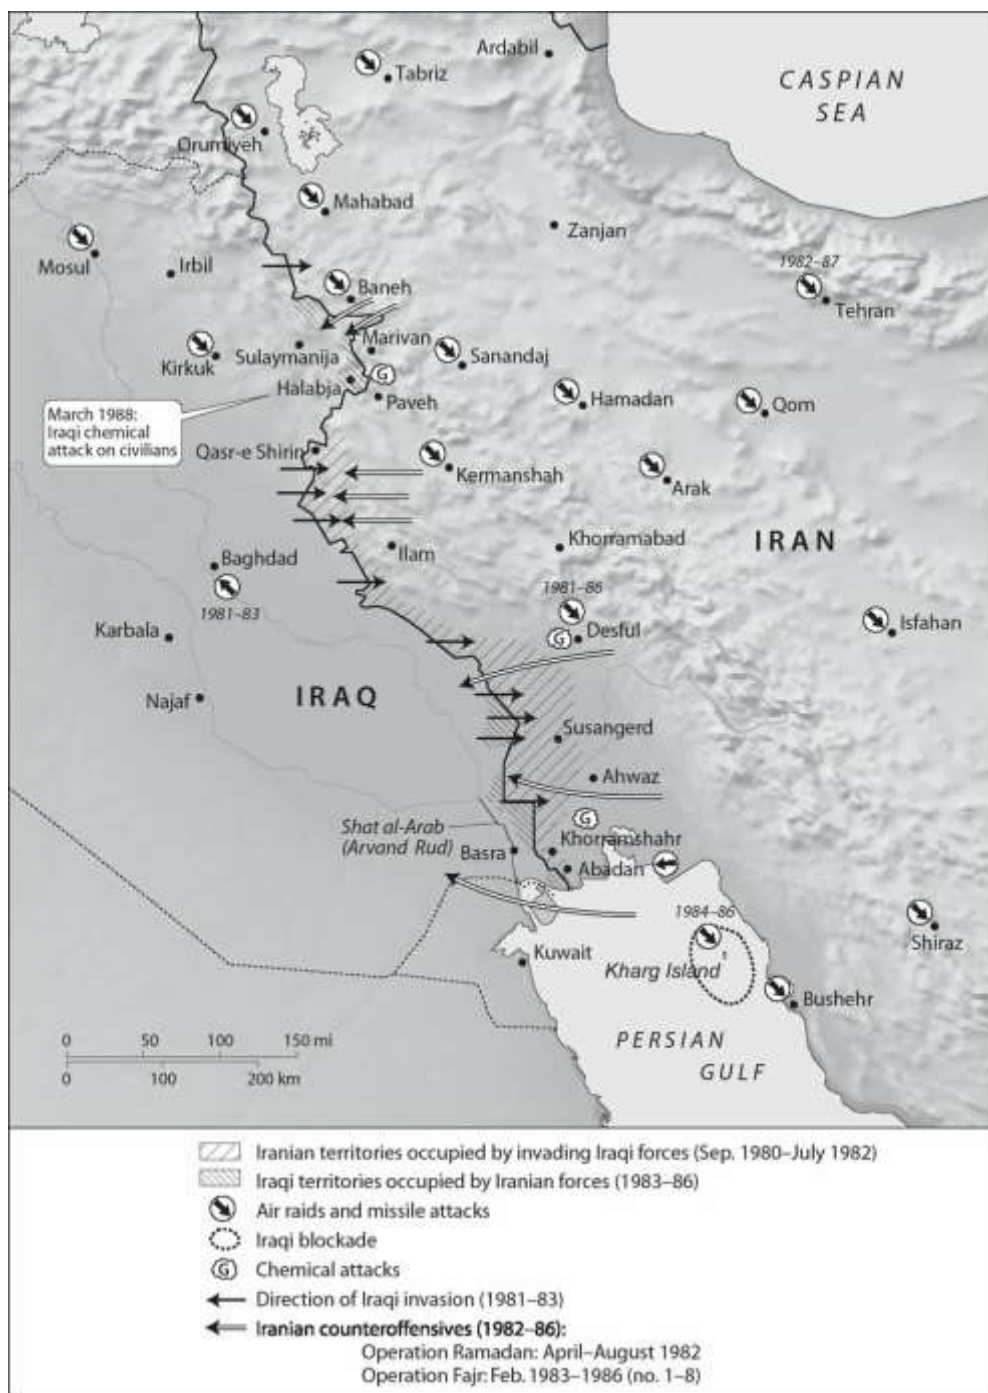 Ardabil
CASPIAN
SEA
Tabriz
Orumiyeh
Mahabad
Zanjan
Mosul
Irbil
1982–87
Tehran
Baneh
Marivan
Sulaymanija
Sanandaj
Kirkuk
Halabja
G
Paveh
Hamadan
Qom
March 1988:
Iraqi chemical
attack on civilians
Qasr-e Shirin
Kermanshah
Arak
IRAN
Ilam
Khorramabad
Baghdad
1981–83
1981–86
Karbala
G
Desful
Isfahan
Najaf
IRAQ
Susangerd
Ahwaz
G
Shat al-Arab
(Arvand Rud)
Basra
Khorramshahr
Abadan
1984–86
Shiraz
Kuwait
Kharg Island
Bushehr
PERSIAN
GULF
0 50 100 150 mi
0 100 200 km
Iranian territories occupied by invading Iraqi forces (Sep. 1980–July 1982)
Iraqi territories occupied by Iranian forces (1983–86)
Air raids and missile attacks
Iraqi blockade
G Chemical attacks
Direction of Iraqi invasion (1981–83)
Iranian counteroffensives (1982–86):
Operation Ramadan: April–August 1982
Operation Fajr: Feb. 1983–1986 (no. 1–8)